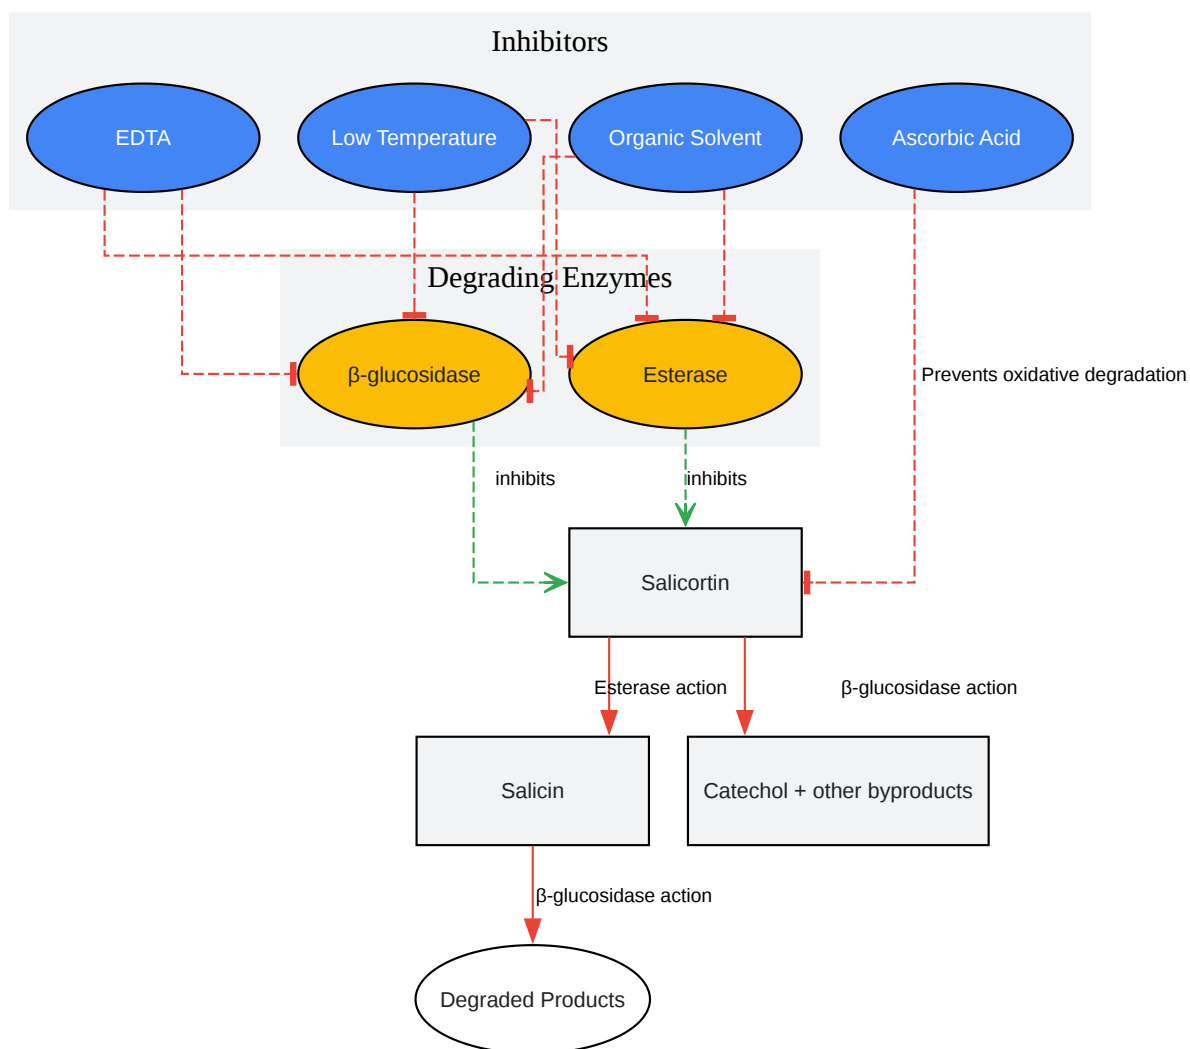 Inhibitors
EDTA
Low Temperature
Organic Solvent
Ascorbic Acid
Degrading Enzymes
β-glucosidase
Esterase
Prevents oxidative degradation
inhibits
inhibits
Salicortin
Esterase action
β-glucosidase action
Salicin
Catechol + other byproducts
β-glucosidase action
Degraded Products